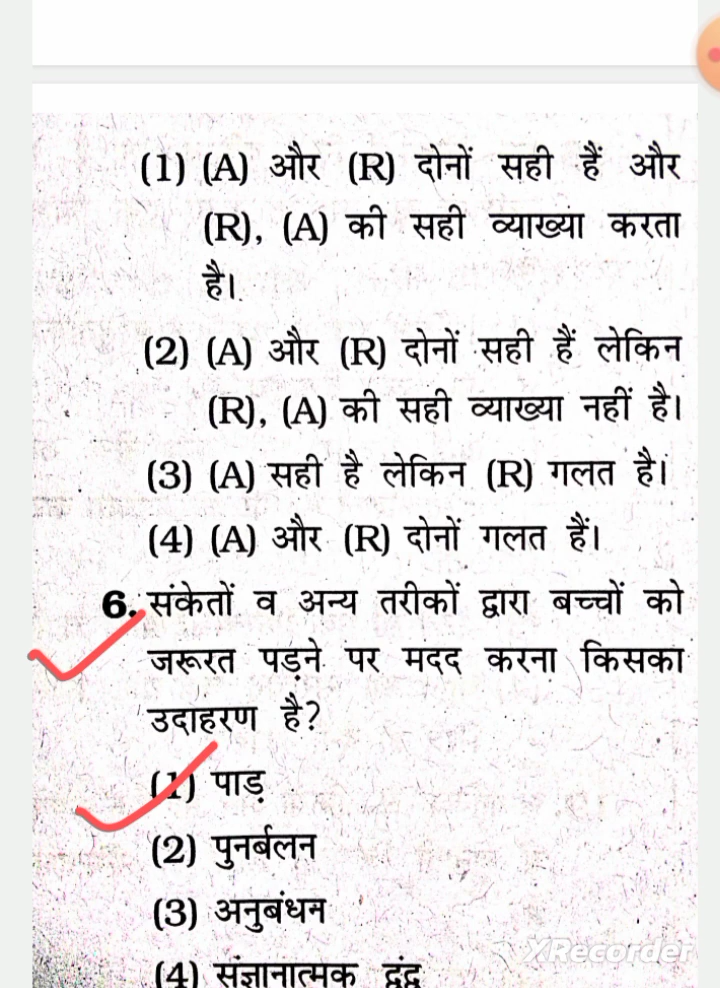 (1) (A) और (R) दोनों सही हैं और
(R), (A) की सही व्याख्या करता
है।
(2) (A) और (R) दोनों सही हैं लेकिन
(R), (A) की सही व्याख्या नहीं है।
(3) (A) सही है लेकिन (R) गलत है।
(4) (A) और (R) दोनों गलत हैं।
6. संकेतों व अन्य तरीकों द्वारा बच्चों को
जरूरत पड़ने पर मदद करना किसका
उदाहरण है?
(1) पाड़
(2) पुनर्बलन
(3) अनुबंधन
(4) संज्ञानात्मक द्वंद्व
XRecorder